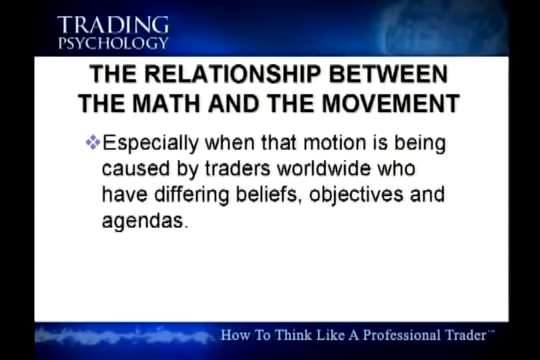 TRADING
PSYCHOLOGY
THE RELATIONSHIP BETWEEN
THE MATH AND THE MOVEMENT
Especially when that motion is being
caused by traders worldwide who
have differing beliefs, objectives and
agendas.
How To Think Like A Professional Trader™